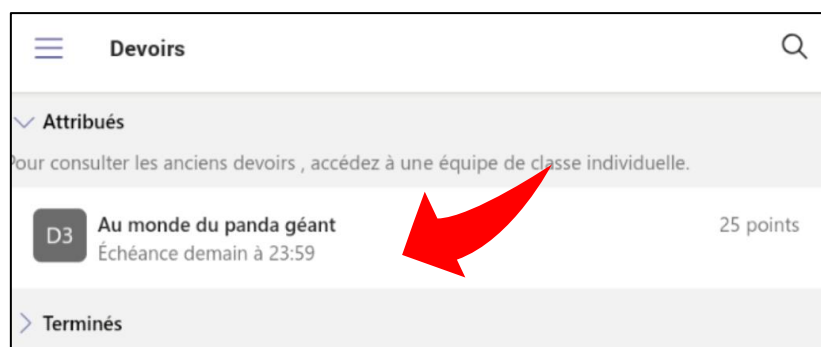 Devoirs
Attribués
Pour consulter les anciens devoirs , accédez à une équipe de classe individuelle.
D3
Au monde du panda géant
25 points
Échéance demain à 23:59
Terminés